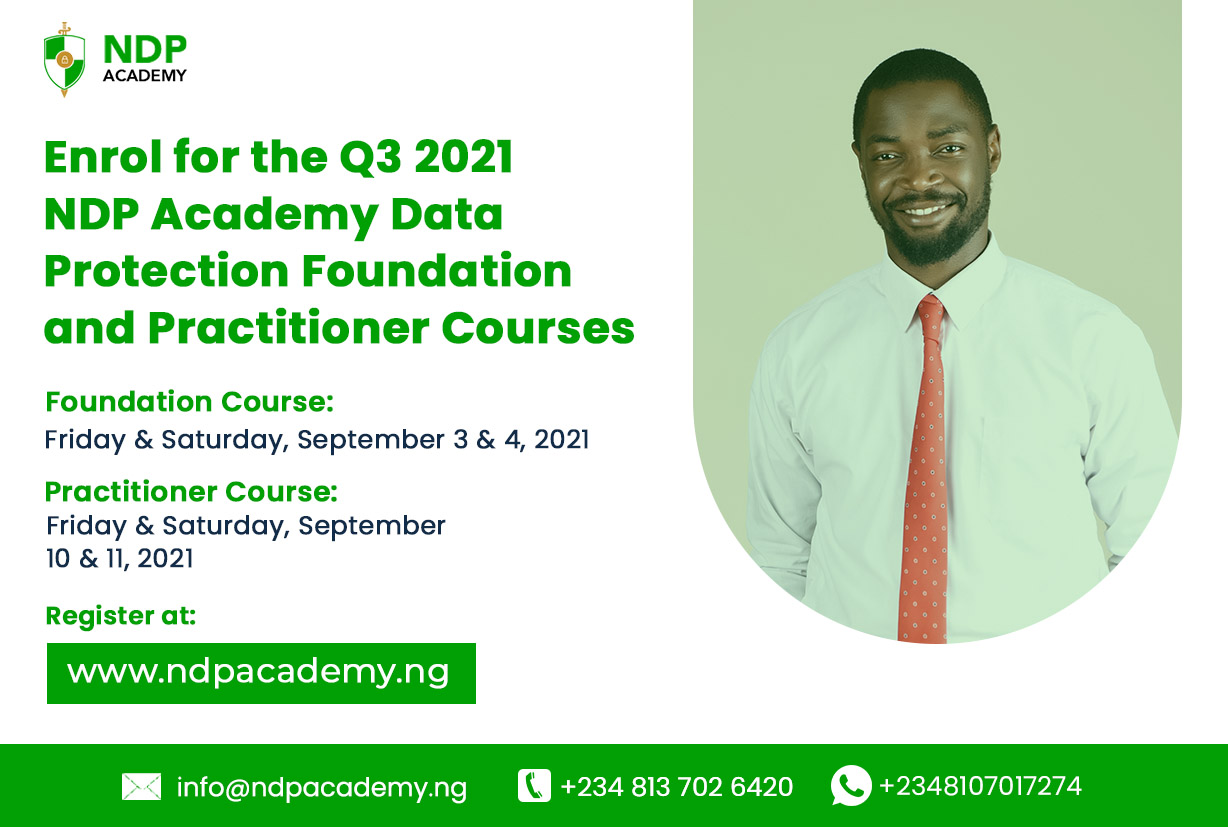 NDP
ACADEMY
Enrol for the Q3 2021
NDP Academy Data
Protection Foundation
and Practitioner Courses
Foundation Course:
Friday & Saturday, September 3 & 4, 2021
Practitioner Course:
Friday & Saturday, September
10 & 11, 2021
Register at:
www.ndpacademy.ng
info@ndpacademy.ng +234 813 702 6420 +2348107017274